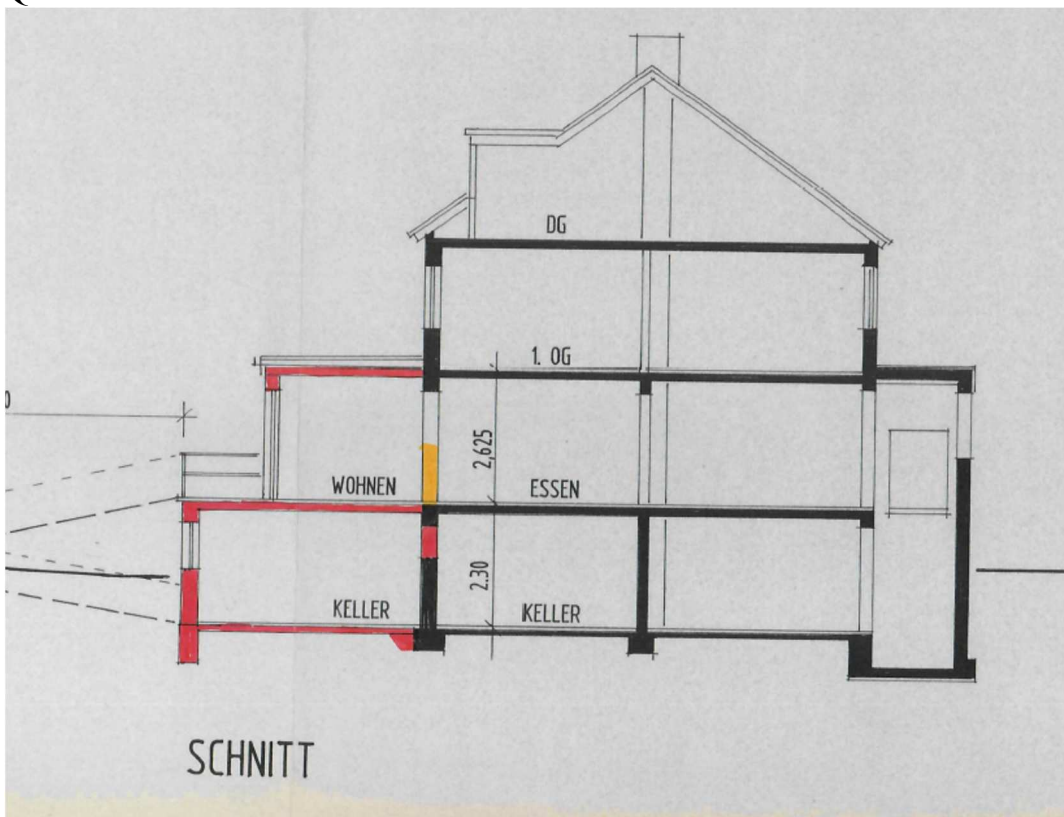 DG
1. OG
2,625
WOHNEN
ESSEN
2.30
KELLER
KELLER
SCHNITT